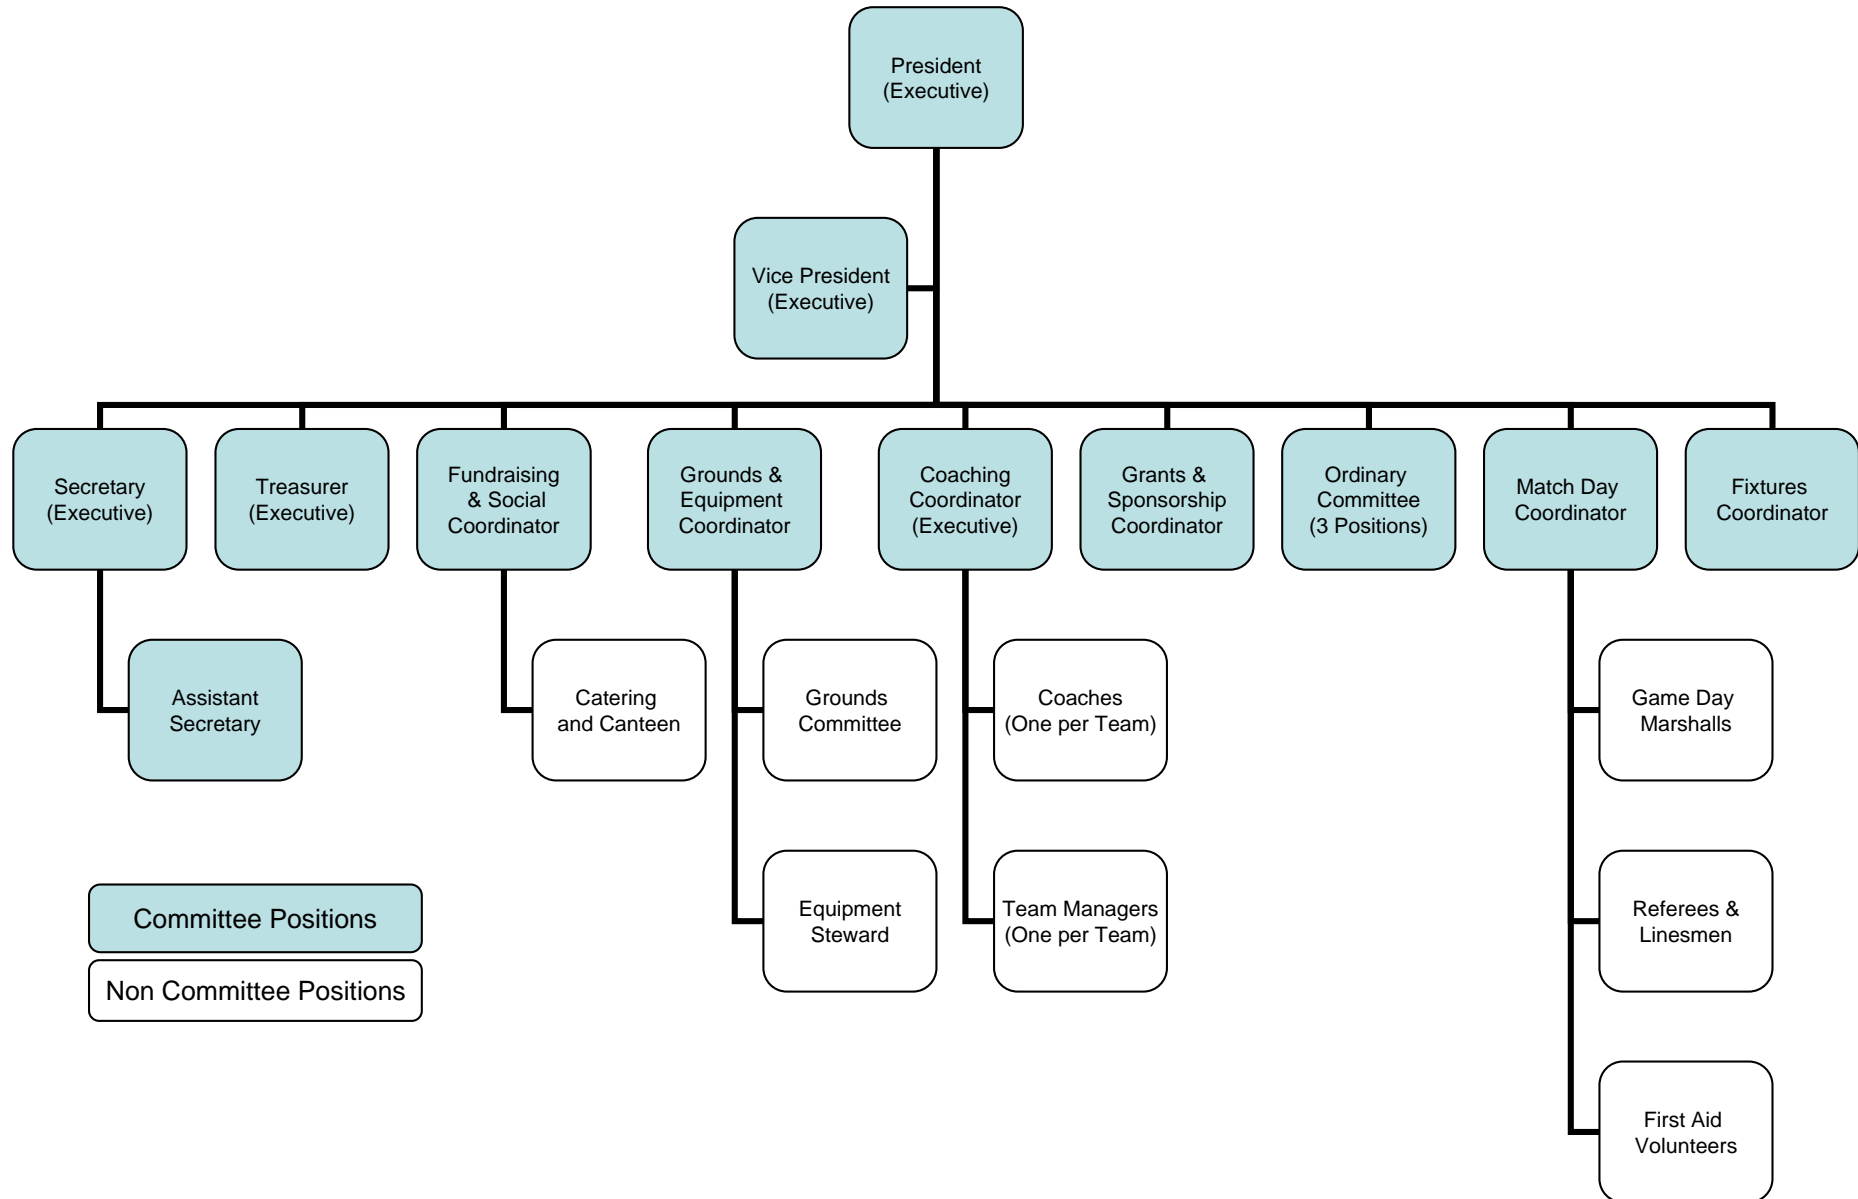 President
(Executive)
Vice President
(Executive)
Secretary
(Executive)
Treasurer
(Executive)
Fundraising
& Social
Coordinator
Grounds &
Equipment
Coordinator
Coaching
Coordinator
(Executive)
Grants &
Sponsorship
Coordinator
Ordinary
Committee
(3 Positions)
Match Day
Coordinator
Fixtures
Coordinator
Assistant
Secretary
Catering
and Canteen
Grounds
Committee
Coaches
(One per Team)
Game Day
Marshalls
Equipment
Steward
Team Managers
(One per Team)
Referees &
Linesmen
Committee Positions
Non Committee Positions
First Aid
Volunteers